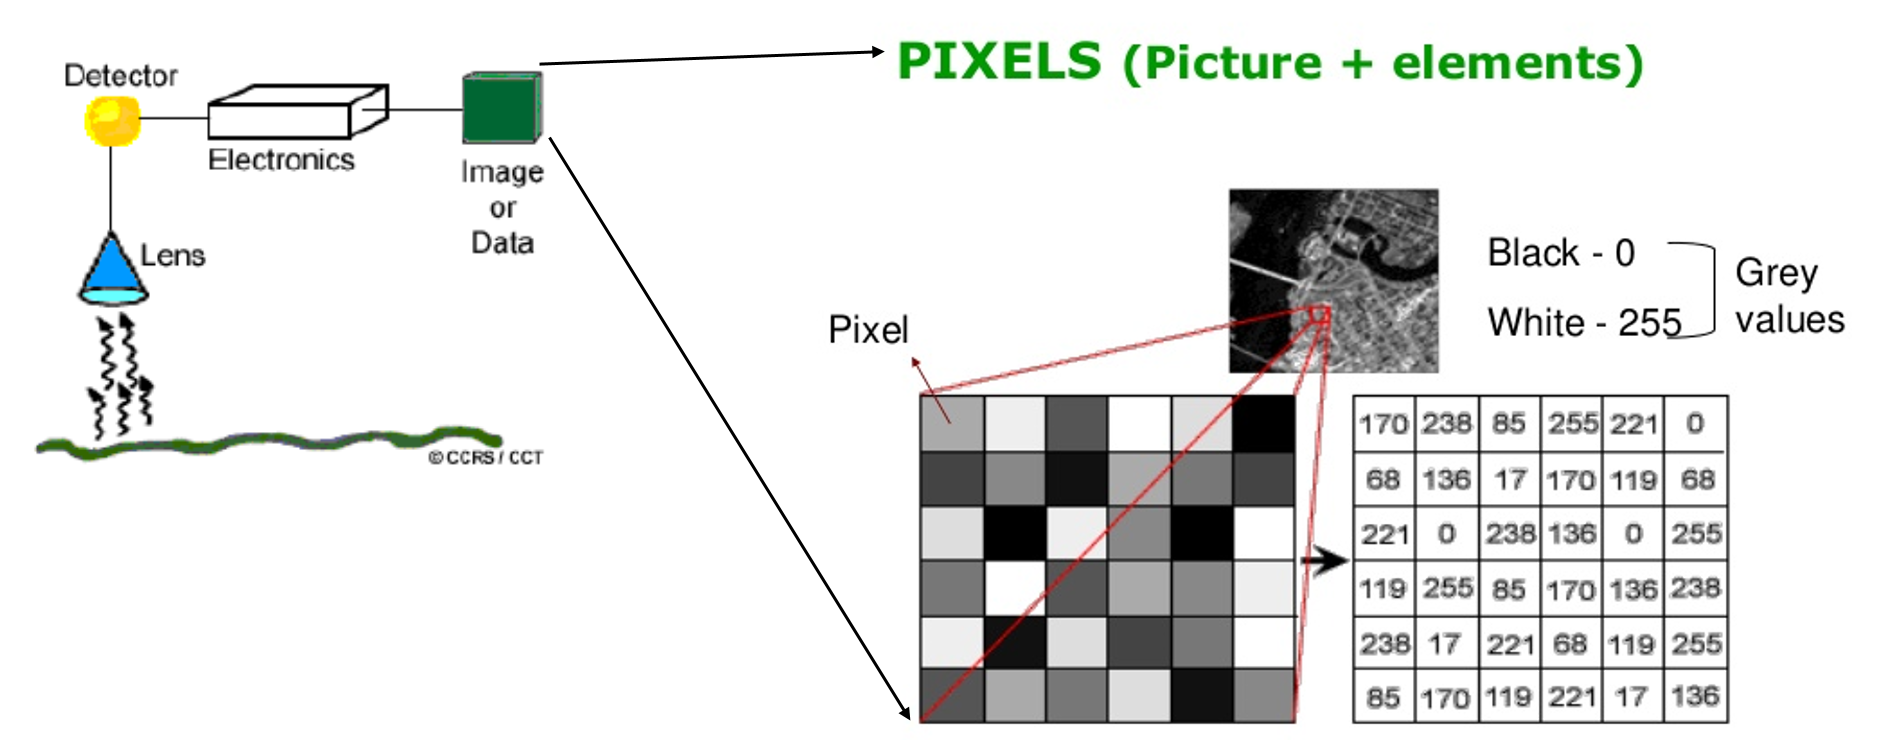 PIXELS (Picture + elements)
Detector
Electronics
Image
or
Data
Lens
© CCRS / CCT
Black - 0
White - 255
Grey
values
Pixel
170 238 85 255 221 0
68 136 17 170 119 68
221 0 238 136 0 255
119 255 85 170 136 238
238 17 221 68 119 255
85 170 119 221 17 136